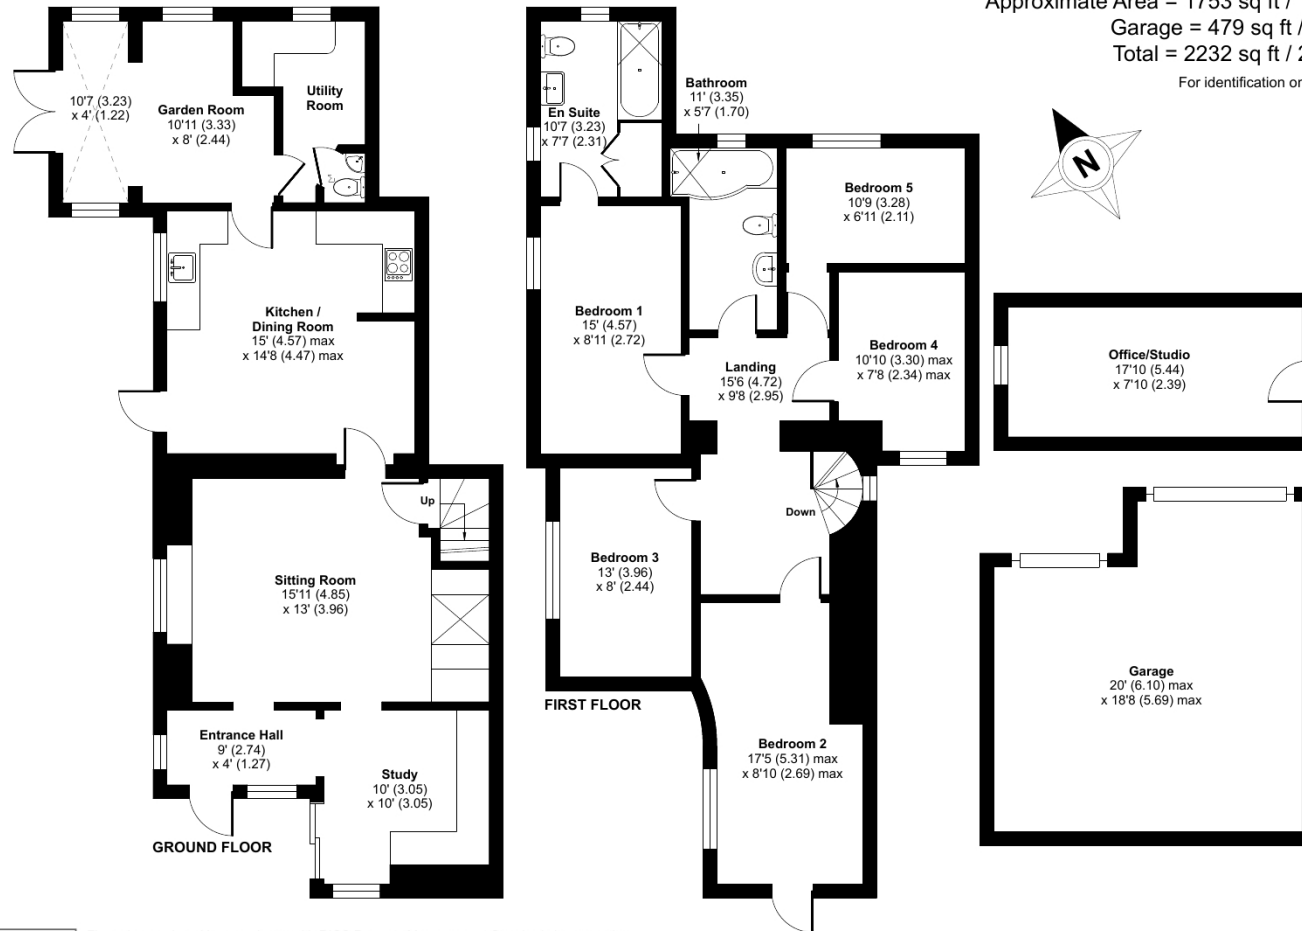 Approximate Area = 1753 sq ft /
Garage = 479 sq ft /
Total = 2232 sq ft / 2
For identification on
N
10'7 (3.23)
x 4' (1.22)
Garden Room
10'11 (3.33)
x 8' (2.44)
Utility
Room
Kitchen /
Dining Room
15' (4.57) max
x 14'8 (4.47) max
Up
Sitting Room
15'11 (4.85)
x 13' (3.96)
Entrance Hall
9' (2.74)
x 4' (1.27)
Study
10' (3.05)
x 10' (3.05)
GROUND FLOOR
En Suite
10'7 (3.23)
x 7'7 (2.31)
Bathroom
11' (3.35)
x 5'7 (1.70)
Bedroom 5
10'9 (3.28)
x 6'11 (2.11)
Bedroom 1
15' (4.57)
x 8'11 (2.72)
Landing
15'6 (4.72)
x 9'8 (2.95)
Bedroom 4
10'10 (3.30) max
x 7'8 (2.34) max
Down
Bedroom 3
13' (3.96)
x 8' (2.44)
Bedroom 2
17'5 (5.31) max
x 8'10 (2.69) max
FIRST FLOOR
Office/Studio
17'10 (5.44)
x 7'10 (2.39)
Garage
20' (6.10) max
x 18'8 (5.69) max